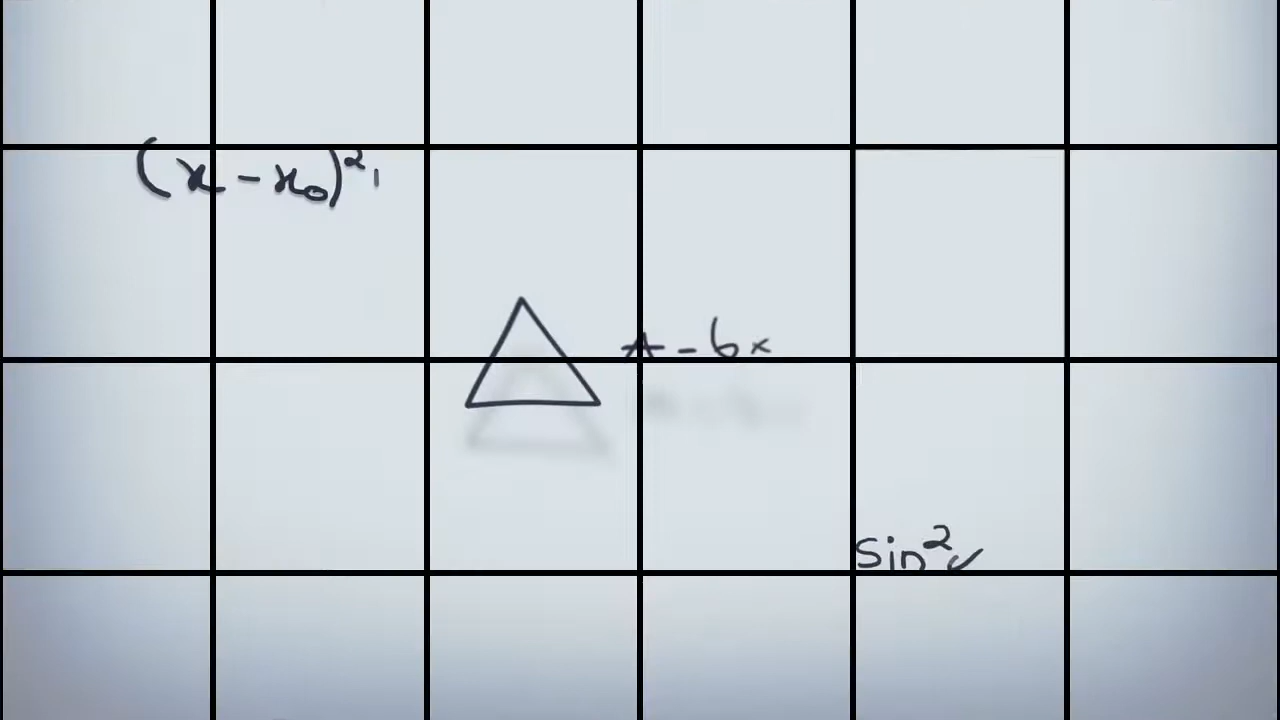 (x - x₀)²
A - 6x
Sin²